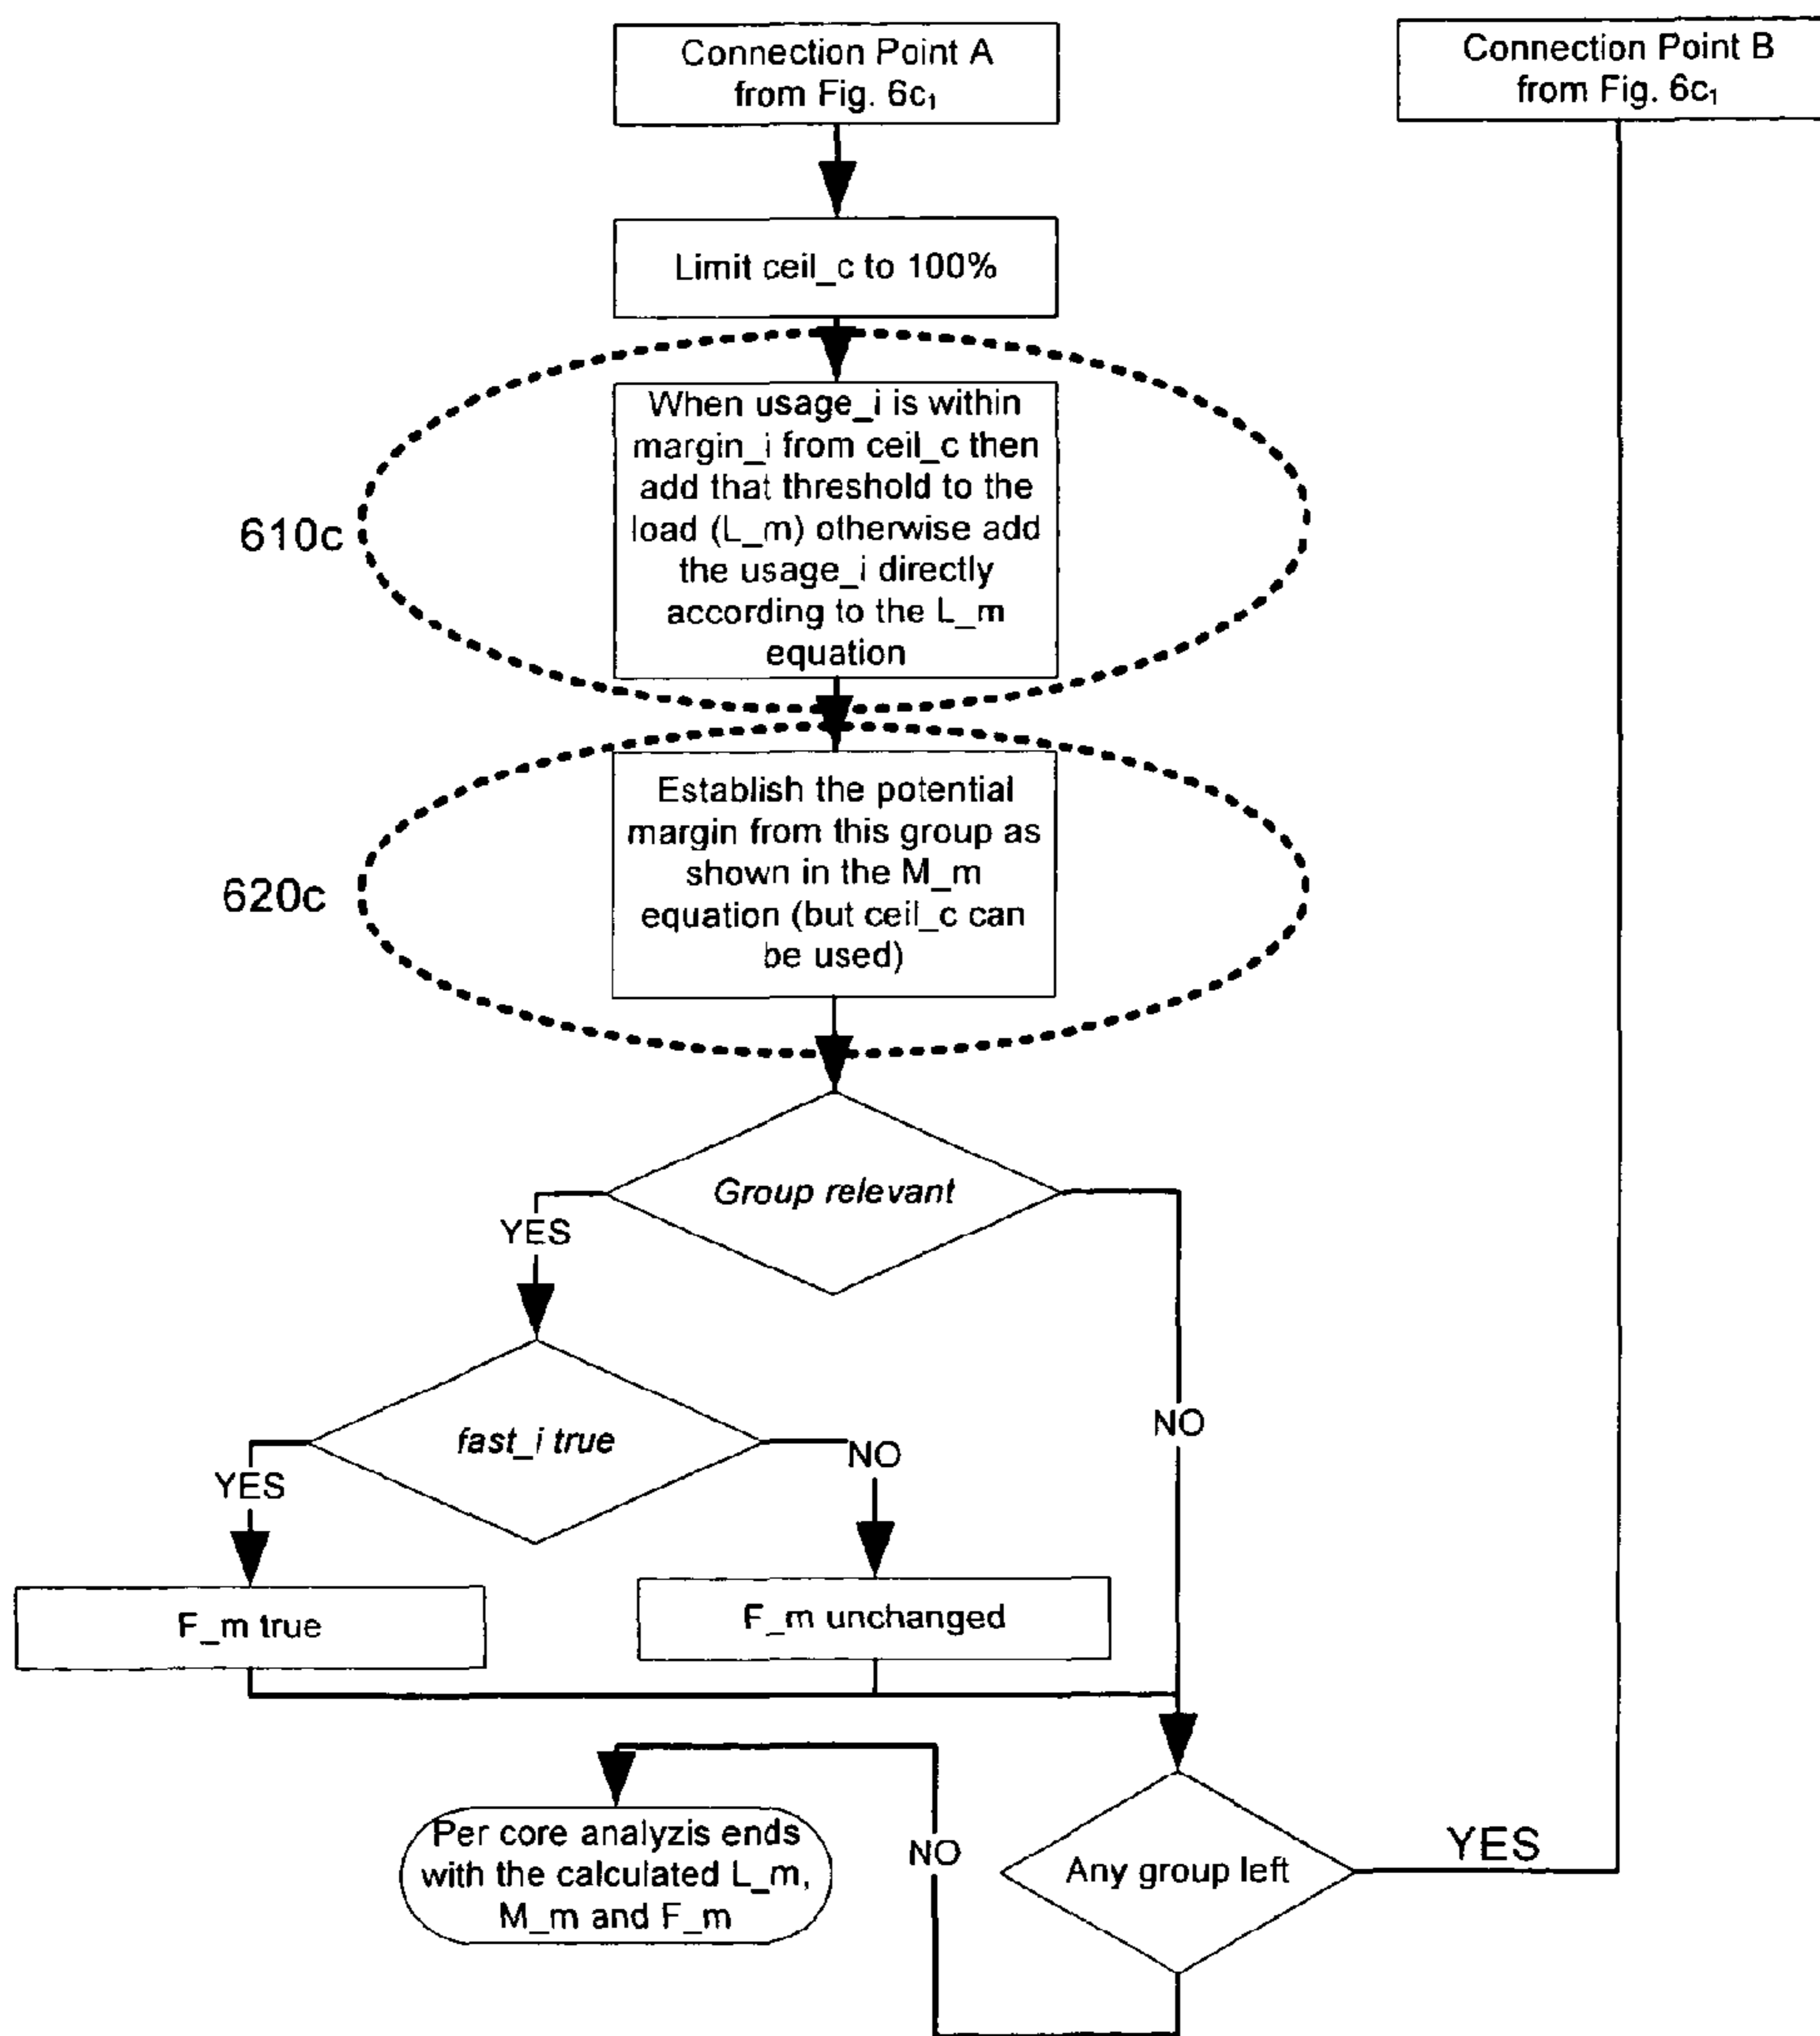 Connection Point A
from Fig. 6c₁
Connection Point B
from Fig. 6c₁
Limit ceil_c to 100%
610c
When usage_i is within
margin_i from ceil_c then
add that threshold to the
load (L_m) otherwise add
the usage_i directly
according to the L_m
equation
620c
Establish the potential
margin from this group as
shown in the M_m
equation (but ceil_c can
be used)
Group relevant
YES
NO
fast_i true
YES
NO
F_m true
F_m unchanged
Any group left
YES
NO
Per core analyzis ends
with the calculated L_m,
M_m and F_m